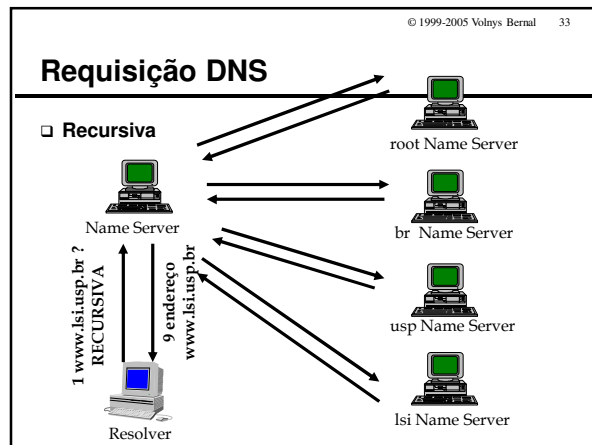 © 1999-2005 Volnys Bernal 33
Requisição DNS
❑ Recursiva
root Name Server
Name Server
br Name Server
1 www.lsi.usp.br ?
RECURSIVA
9 endereço
www.lsi.usp.br
usp Name Server
lsi Name Server
Resolver